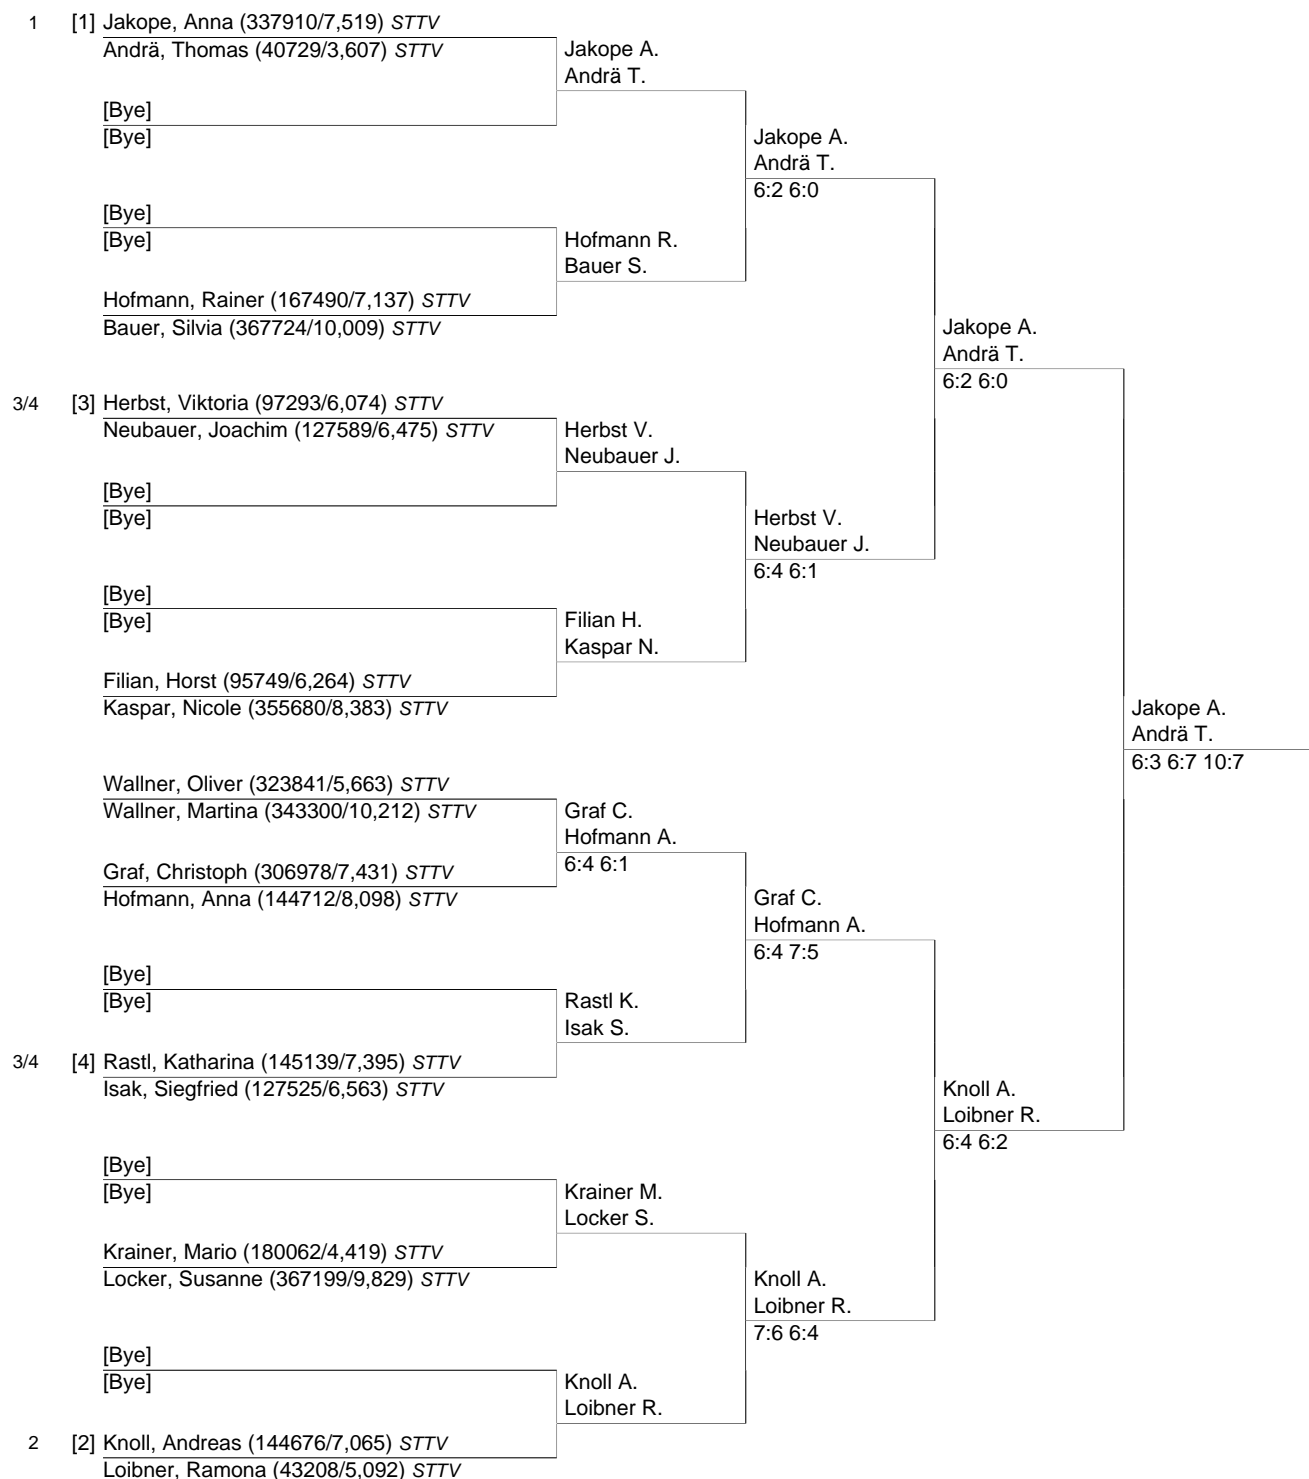 1 [1] Jakope, Anna (337910/7,519) STTV
Andrä, Thomas (40729/3,607) STTV
Jakope A.
Andrä T.
[Bye]
[Bye]
Jakope A.
Andrä T.
6:2 6:0
[Bye]
[Bye]
Hofmann R.
Bauer S.
Hofmann, Rainer (167490/7,137) STTV
Bauer, Silvia (367724/10,009) STTV
Jakope A.
Andrä T.
6:2 6:0
3/4 [3] Herbst, Viktoria (97293/6,074) STTV
Neubauer, Joachim (127589/6,475) STTV
Herbst V.
Neubauer J.
[Bye]
[Bye]
Herbst V.
Neubauer J.
6:4 6:1
[Bye]
[Bye]
Filian H.
Kaspar N.
Filian, Horst (95749/6,264) STTV
Kaspar, Nicole (355680/8,383) STTV
Jakope A.
Andrä T.
6:3 6:7 10:7
Wallner, Oliver (323841/5,663) STTV
Wallner, Martina (343300/10,212) STTV
Graf C.
Hofmann A.
6:4 6:1
Graf, Christoph (306978/7,431) STTV
Hofmann, Anna (144712/8,098) STTV
Graf C.
Hofmann A.
6:4 7:5
[Bye]
[Bye]
Rastl K.
Isak S.
3/4 [4] Rastl, Katharina (145139/7,395) STTV
Isak, Siegfried (127525/6,563) STTV
Knoll A.
Loibner R.
6:4 6:2
[Bye]
[Bye]
Krainer M.
Locker S.
Krainer, Mario (180062/4,419) STTV
Locker, Susanne (367199/9,829) STTV
Knoll A.
Loibner R.
7:6 6:4
[Bye]
[Bye]
Knoll A.
Loibner R.
2 [2] Knoll, Andreas (144676/7,065) STTV
Loibner, Ramona (43208/5,092) STTV